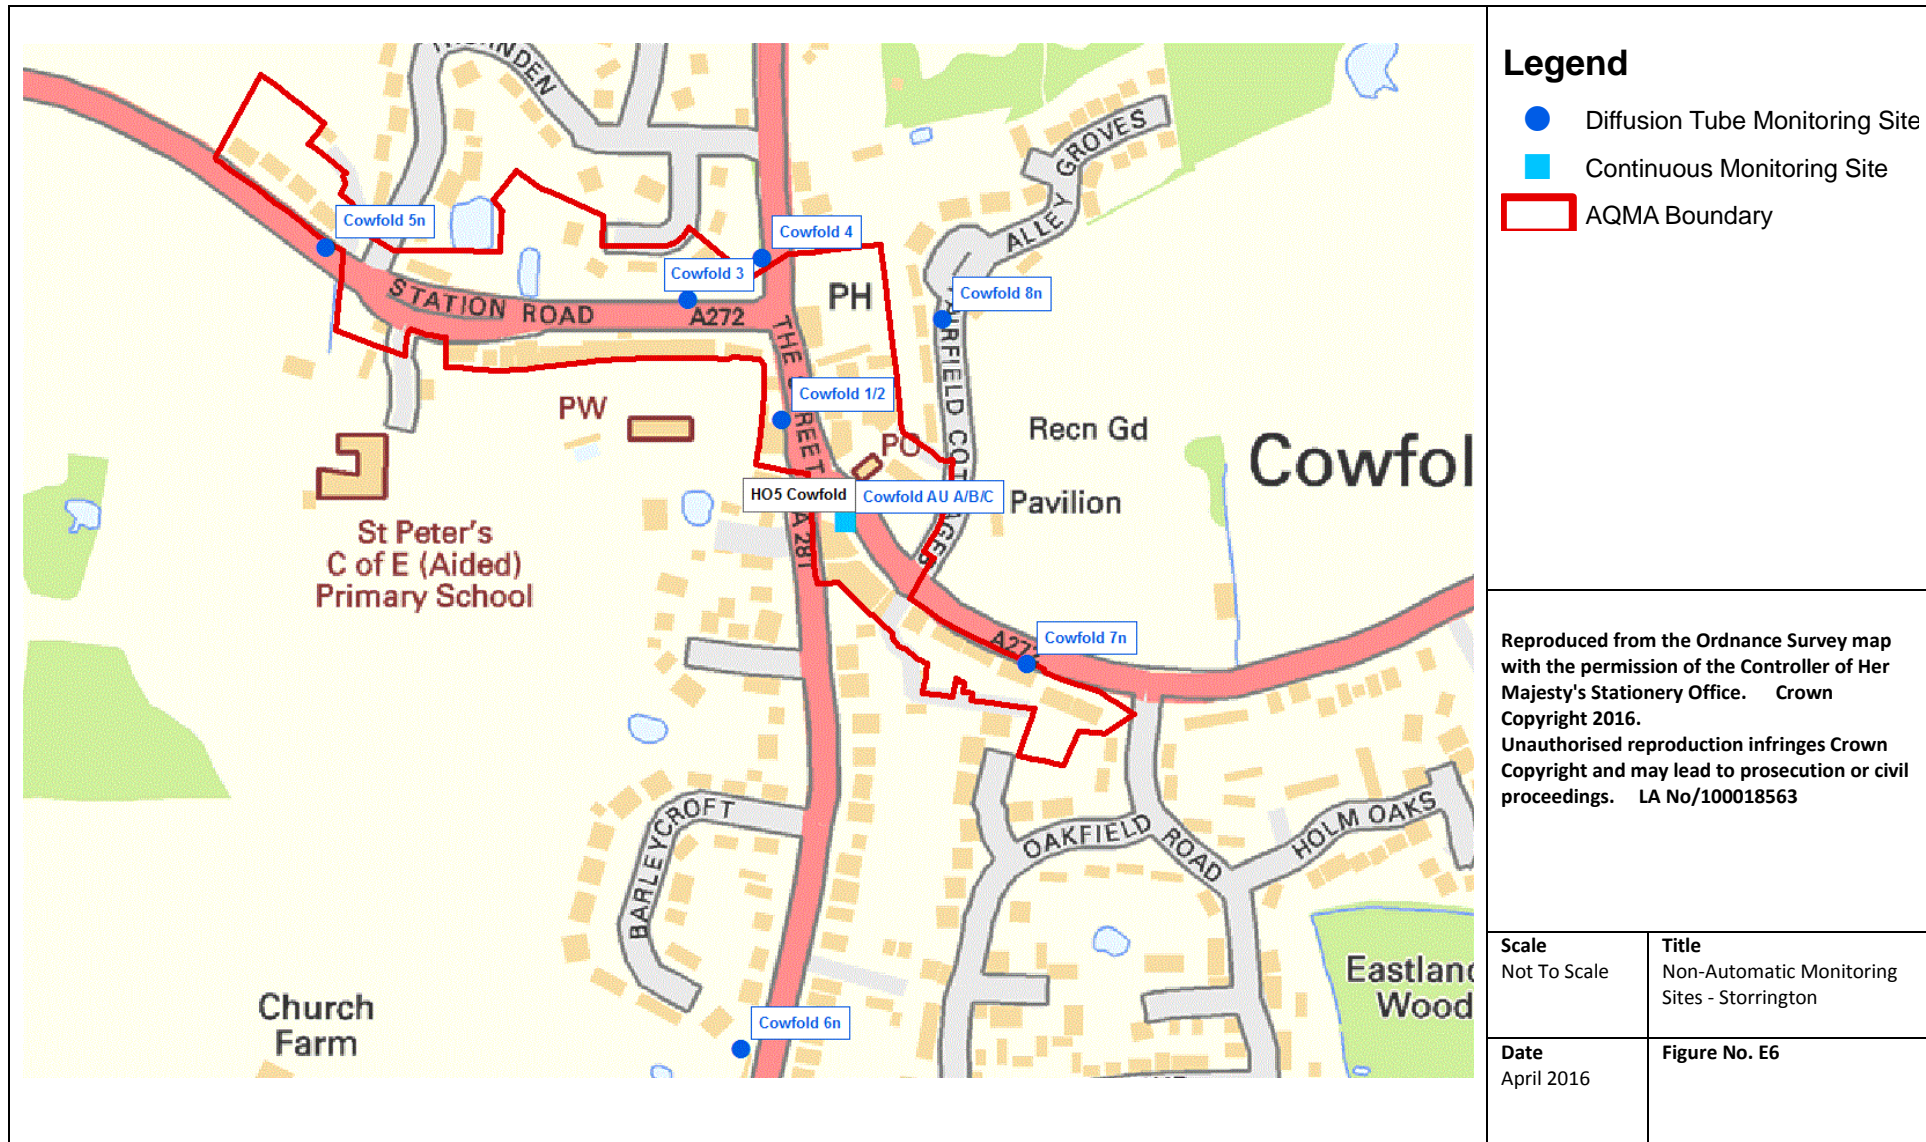 Cowfold 5n
Cowfold 4
Cowfold 3
Cowfold 8n
Cowfold 1/2
HO5 Cowfold
Cowfold AU A/B/C
Cowfold 7n
Cowfold 6n
STATION ROAD
A272
THE STREET
A281
A272
PH
PW
PO
ALLEY GROVES
Recn Gd
Pavilion
Cowfol
St Peter's
C of E (Aided)
Primary School
BARLEYCROFT
OAKFIELD ROAD
HOLM OAKS
Church
Farm
Eastland
Wood
Legend
Diffusion Tube Monitoring Site
Continuous Monitoring Site
AQMA Boundary
Reproduced from the Ordnance Survey map
with the permission of the Controller of Her
Majesty's Stationery Office. Crown
Copyright 2016.
Unauthorised reproduction infringes Crown
Copyright and may lead to prosecution or civil
proceedings. LA No/100018563
Scale
Not To Scale
Title
Non-Automatic Monitoring
Sites - Storrington
Date
April 2016
Figure No. E6